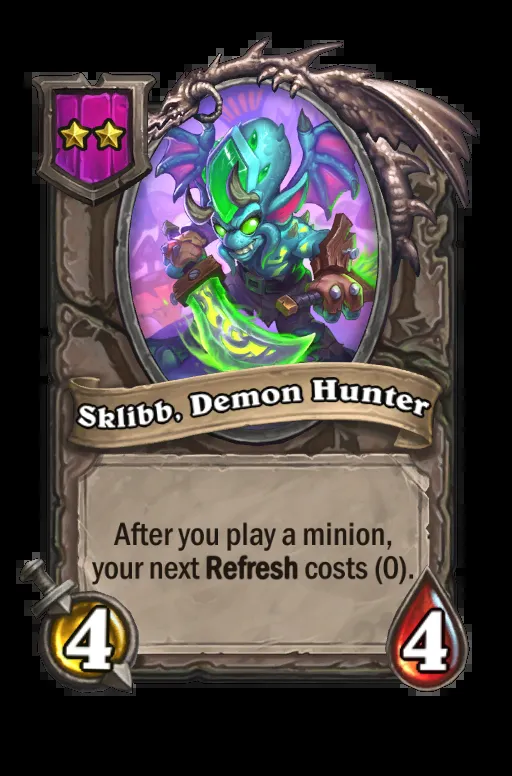 Sklibb, Demon Hunter
After you play a minion,
your next Refresh costs (0).
4
4